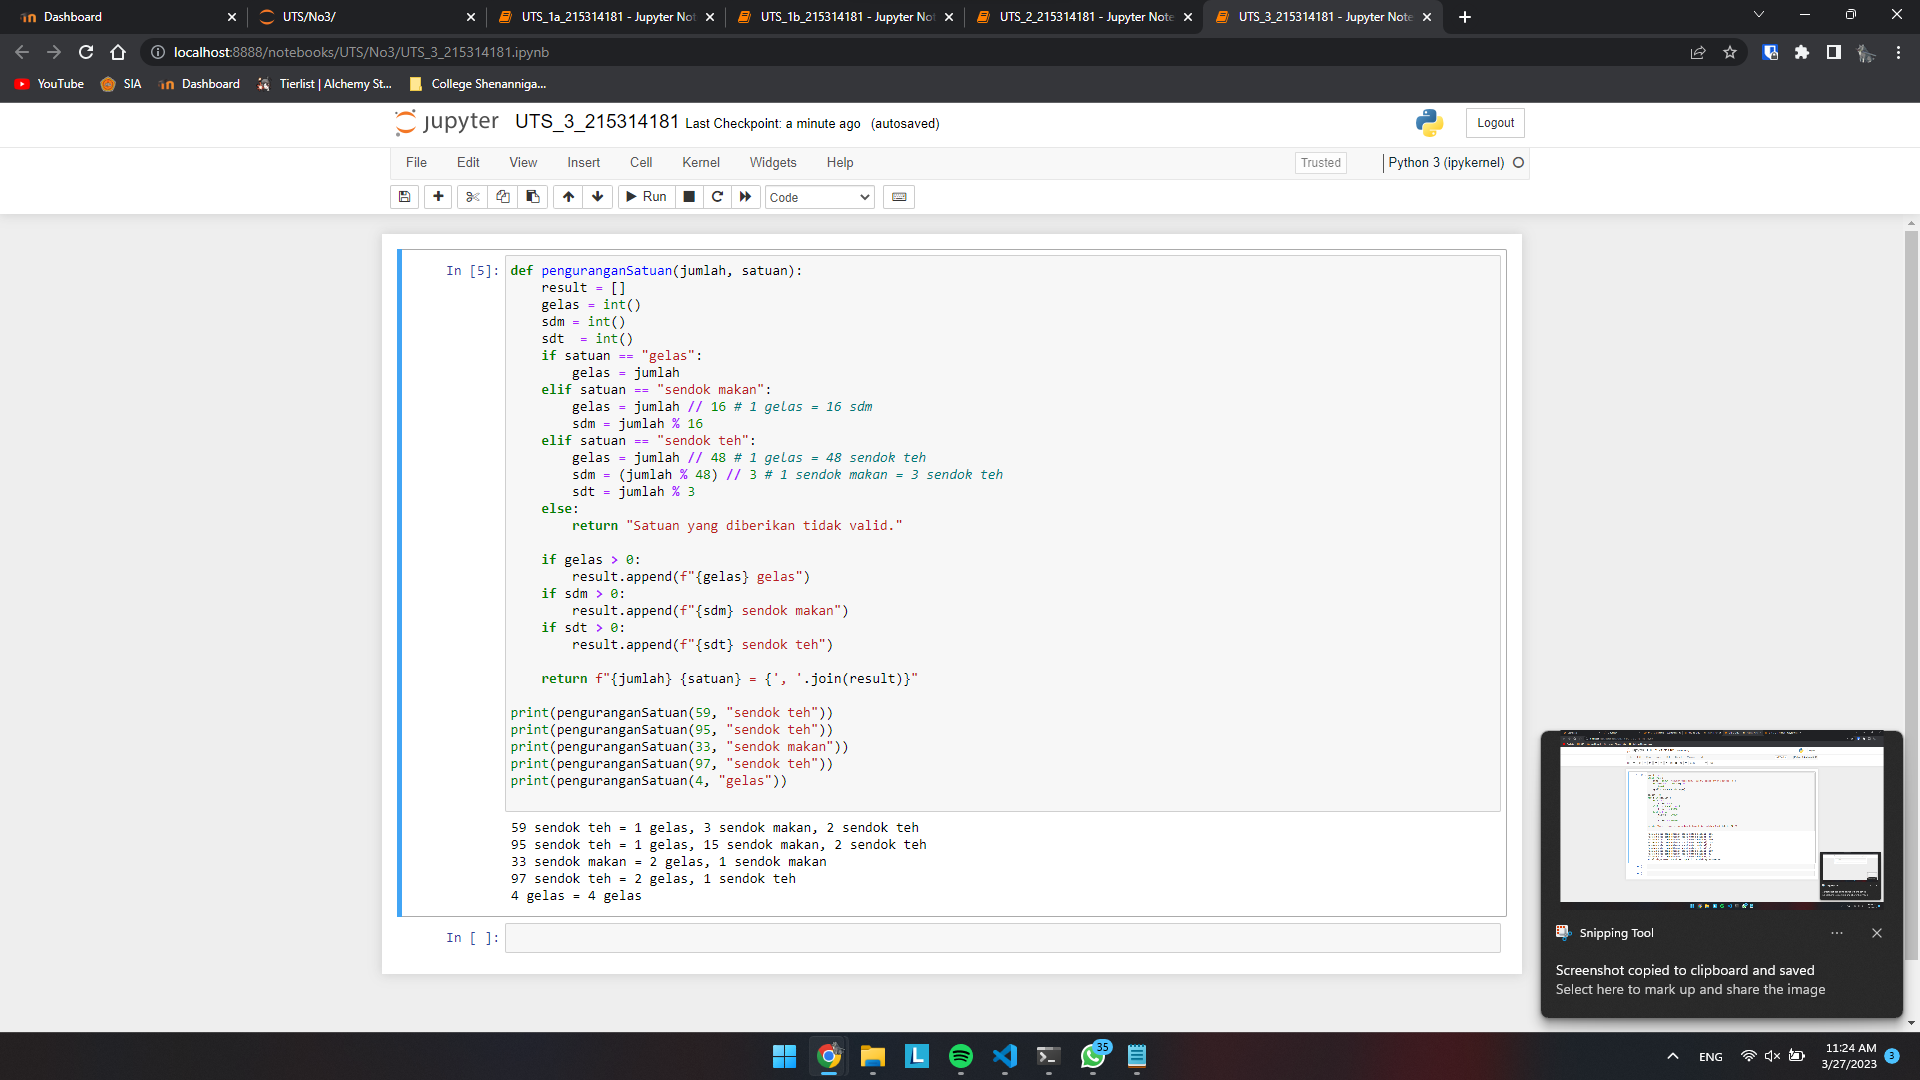 Dashboard
UTS/No3/
UTS_1a_215314181 - Jupyter Not
UTS_1b_215314181 - Jupyter Not
UTS_2_215314181 - Jupyter Note
UTS_3_215314181 - Jupyter Note
localhost:8888/notebooks/UTS/No3/UTS_3_215314181.ipynb
YouTube
SIA
Dashboard
Tierlist | Alchemy St...
College Shenanniga...
jupyter UTS_3_215314181 Last Checkpoint: a minute ago (autosaved)
Logout
File Edit View Insert Cell Kernel Widgets Help
Trusted
Python 3 (ipykernel)
Run
Code
In [5]:
def penguranganSatuan(jumlah, satuan):
    result = []
    gelas = int()
    sdm = int()
    sdt  = int()
    if satuan == "gelas":
        gelas = jumlah
    elif satuan == "sendok makan":
        gelas = jumlah // 16 # 1 gelas = 16 sdm
        sdm = jumlah % 16
    elif satuan == "sendok teh":
        gelas = jumlah // 48 # 1 gelas = 48 sendok teh
        sdm = (jumlah % 48) // 3 # 1 sendok makan = 3 sendok teh
        sdt = jumlah % 3
    else:
        return "Satuan yang diberikan tidak valid."
    if gelas > 0:
        result.append(f"{gelas} gelas")
    if sdm > 0:
        result.append(f"{sdm} sendok makan")
    if sdt > 0:
        result.append(f"{sdt} sendok teh")
    return f"{jumlah} {satuan} = {', '.join(result)}"
print(penguranganSatuan(59, "sendok teh"))
print(penguranganSatuan(95, "sendok teh"))
print(penguranganSatuan(33, "sendok makan"))
print(penguranganSatuan(97, "sendok teh"))
print(penguranganSatuan(4, "gelas"))
59 sendok teh = 1 gelas, 3 sendok makan, 2 sendok teh
95 sendok teh = 1 gelas, 15 sendok makan, 2 sendok teh
33 sendok makan = 2 gelas, 1 sendok makan
97 sendok teh = 2 gelas, 1 sendok teh
4 gelas = 4 gelas
In [ ]:
Snipping Tool
Screenshot copied to clipboard and saved
Select here to mark up and share the image
L
35
ENG
11:24 AM
3/27/2023
3